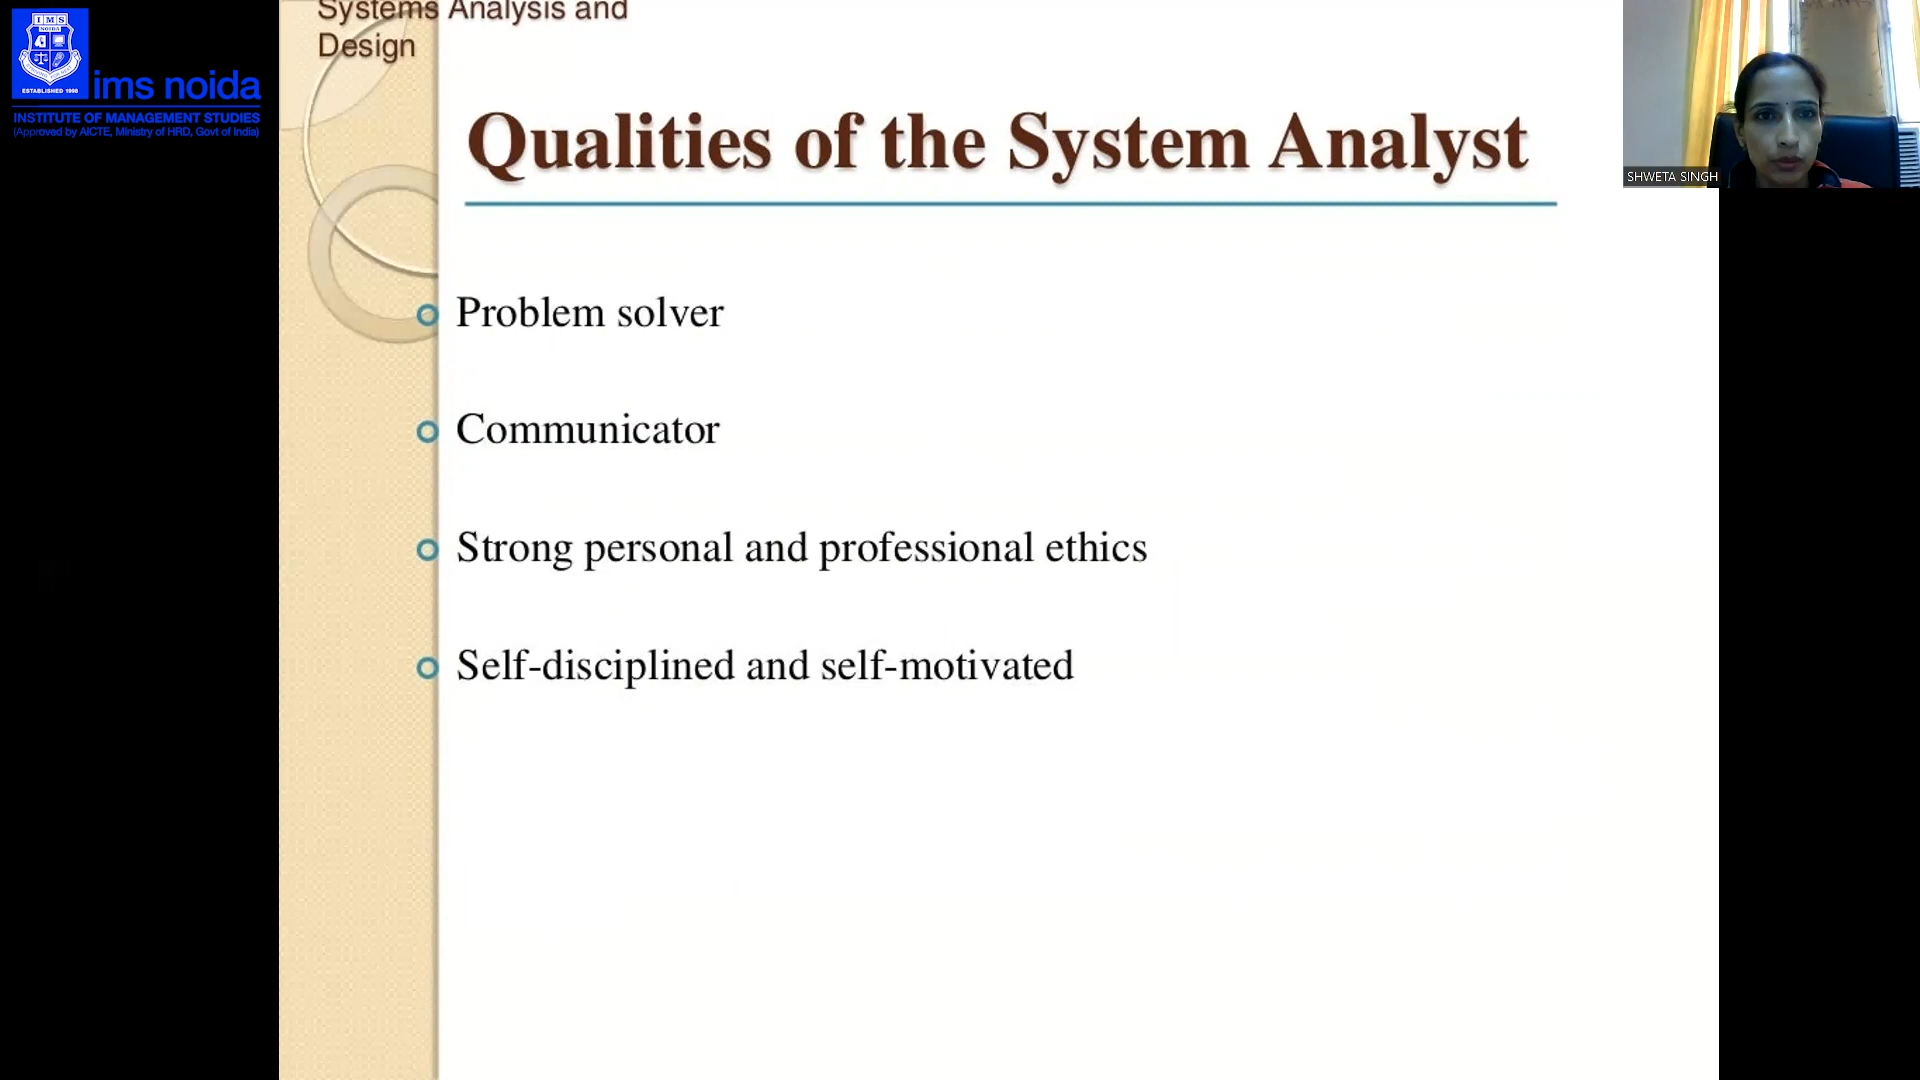 Systems Analysis and
Design
IMS
NOIDA
ESTABLISHED 1998
ims noida
INSTITUTE OF MANAGEMENT STUDIES
(Approved by AICTE, Ministry of HRD, Govt of India)
Qualities of the System Analyst
SHWETA SINGH
Problem solver
Communicator
Strong personal and professional ethics
Self-disciplined and self-motivated